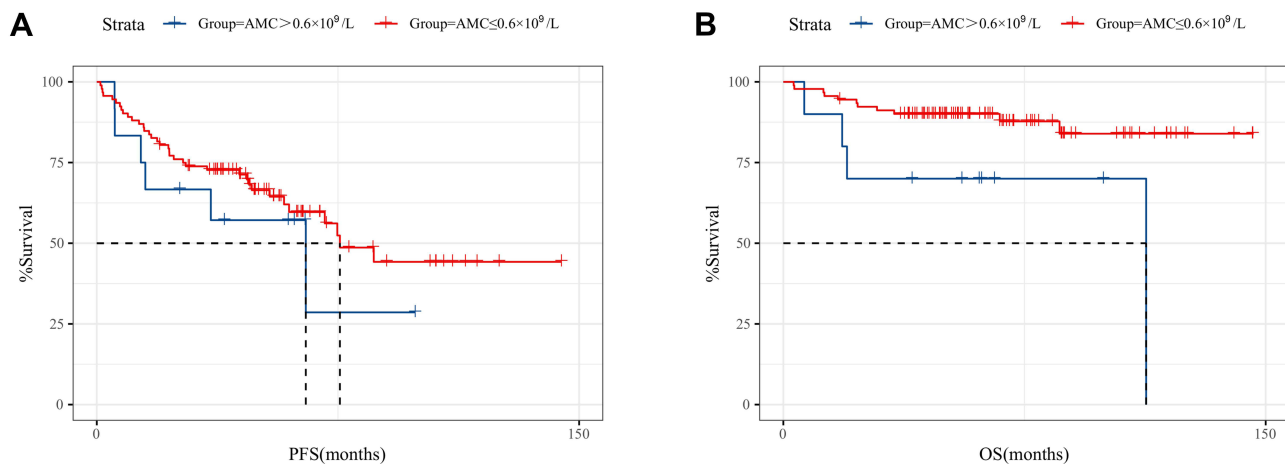 A
Strata Group=AMC＞0.6×10⁹/L Group=AMC≤0.6×10⁹/L
100
75
50
25
0
%Survival
0 150
PFS(months)
B
Strata Group=AMC＞0.6×10⁹/L Group=AMC≤0.6×10⁹/L
100
75
50
25
0
%Survival
0 150
OS(months)